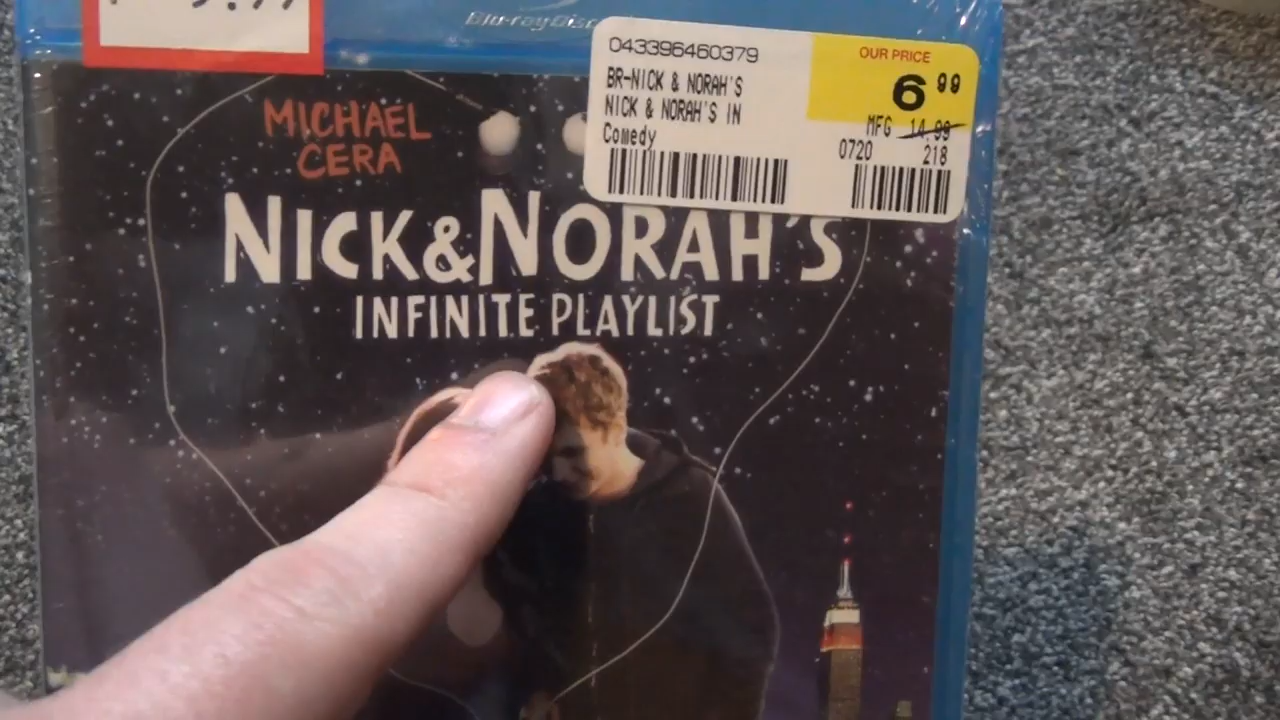 Blu-ray Disc
043396460379
OUR PRICE
6 99
BR-NICK & NORAH'S
NICK & NORAH'S IN
MFG 14.99
Comedy
0720 218
MICHAEL
CERA
NICK & NORAH'S
INFINITE PLAYLIST